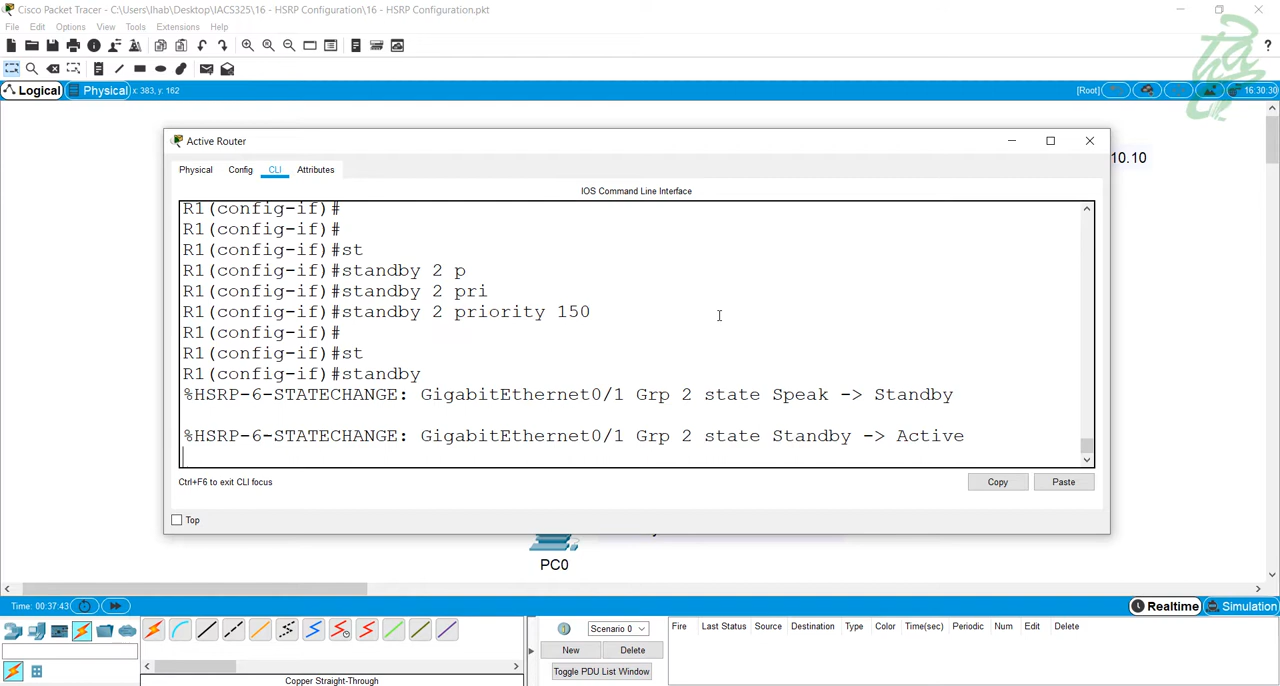 Cisco Packet Tracer - C:\Users\Ihab\Desktop\IACS325\16 - HSRP Configuration\16 - HSRP Configuration.pkt
File Edit Options View Tools Extensions Help
Logical Physical x: 383, y: 162 [Root] 16:30:30
10.10
Active Router
Physical Config CLI Attributes
IOS Command Line Interface
R1(config-if)#
R1(config-if)#
R1(config-if)#st
R1(config-if)#standby 2 p
R1(config-if)#standby 2 pri
R1(config-if)#standby 2 priority 150
R1(config-if)#
R1(config-if)#st
R1(config-if)#standby
%HSRP-6-STATECHANGE: GigabitEthernet0/1 Grp 2 state Speak -> Standby
%HSRP-6-STATECHANGE: GigabitEthernet0/1 Grp 2 state Standby -> Active
Ctrl+F6 to exit CLI focus
Copy Paste
Top
PC0
Time: 00:37:43 Realtime Simulation
Scenario 0
New Delete
Toggle PDU List Window
Fire Last Status Source Destination Type Color Time(sec) Periodic Num Edit Delete
Copper Straight-Through